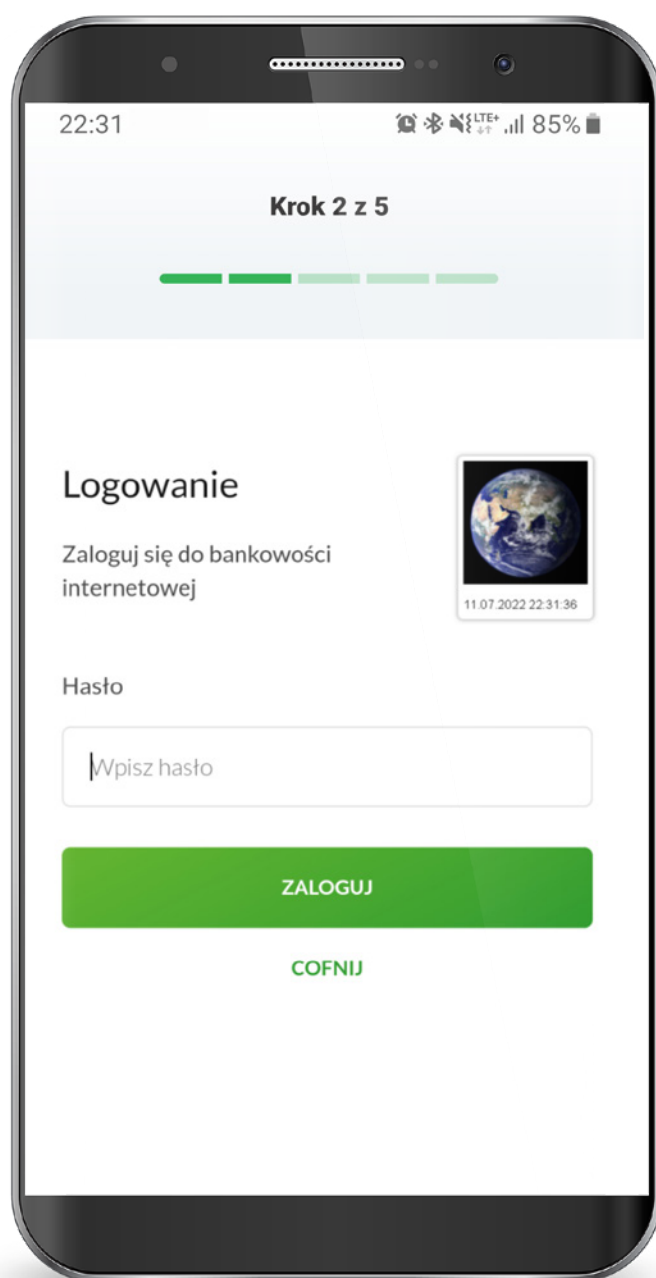 22:31
LTE+ 85%
Krok 2 z 5
Logowanie
Zaloguj się do bankowości
internetowej
11.07.2022 22:31:36
Hasło
Wpisz hasło
ZALOGUJ
COFNIJ